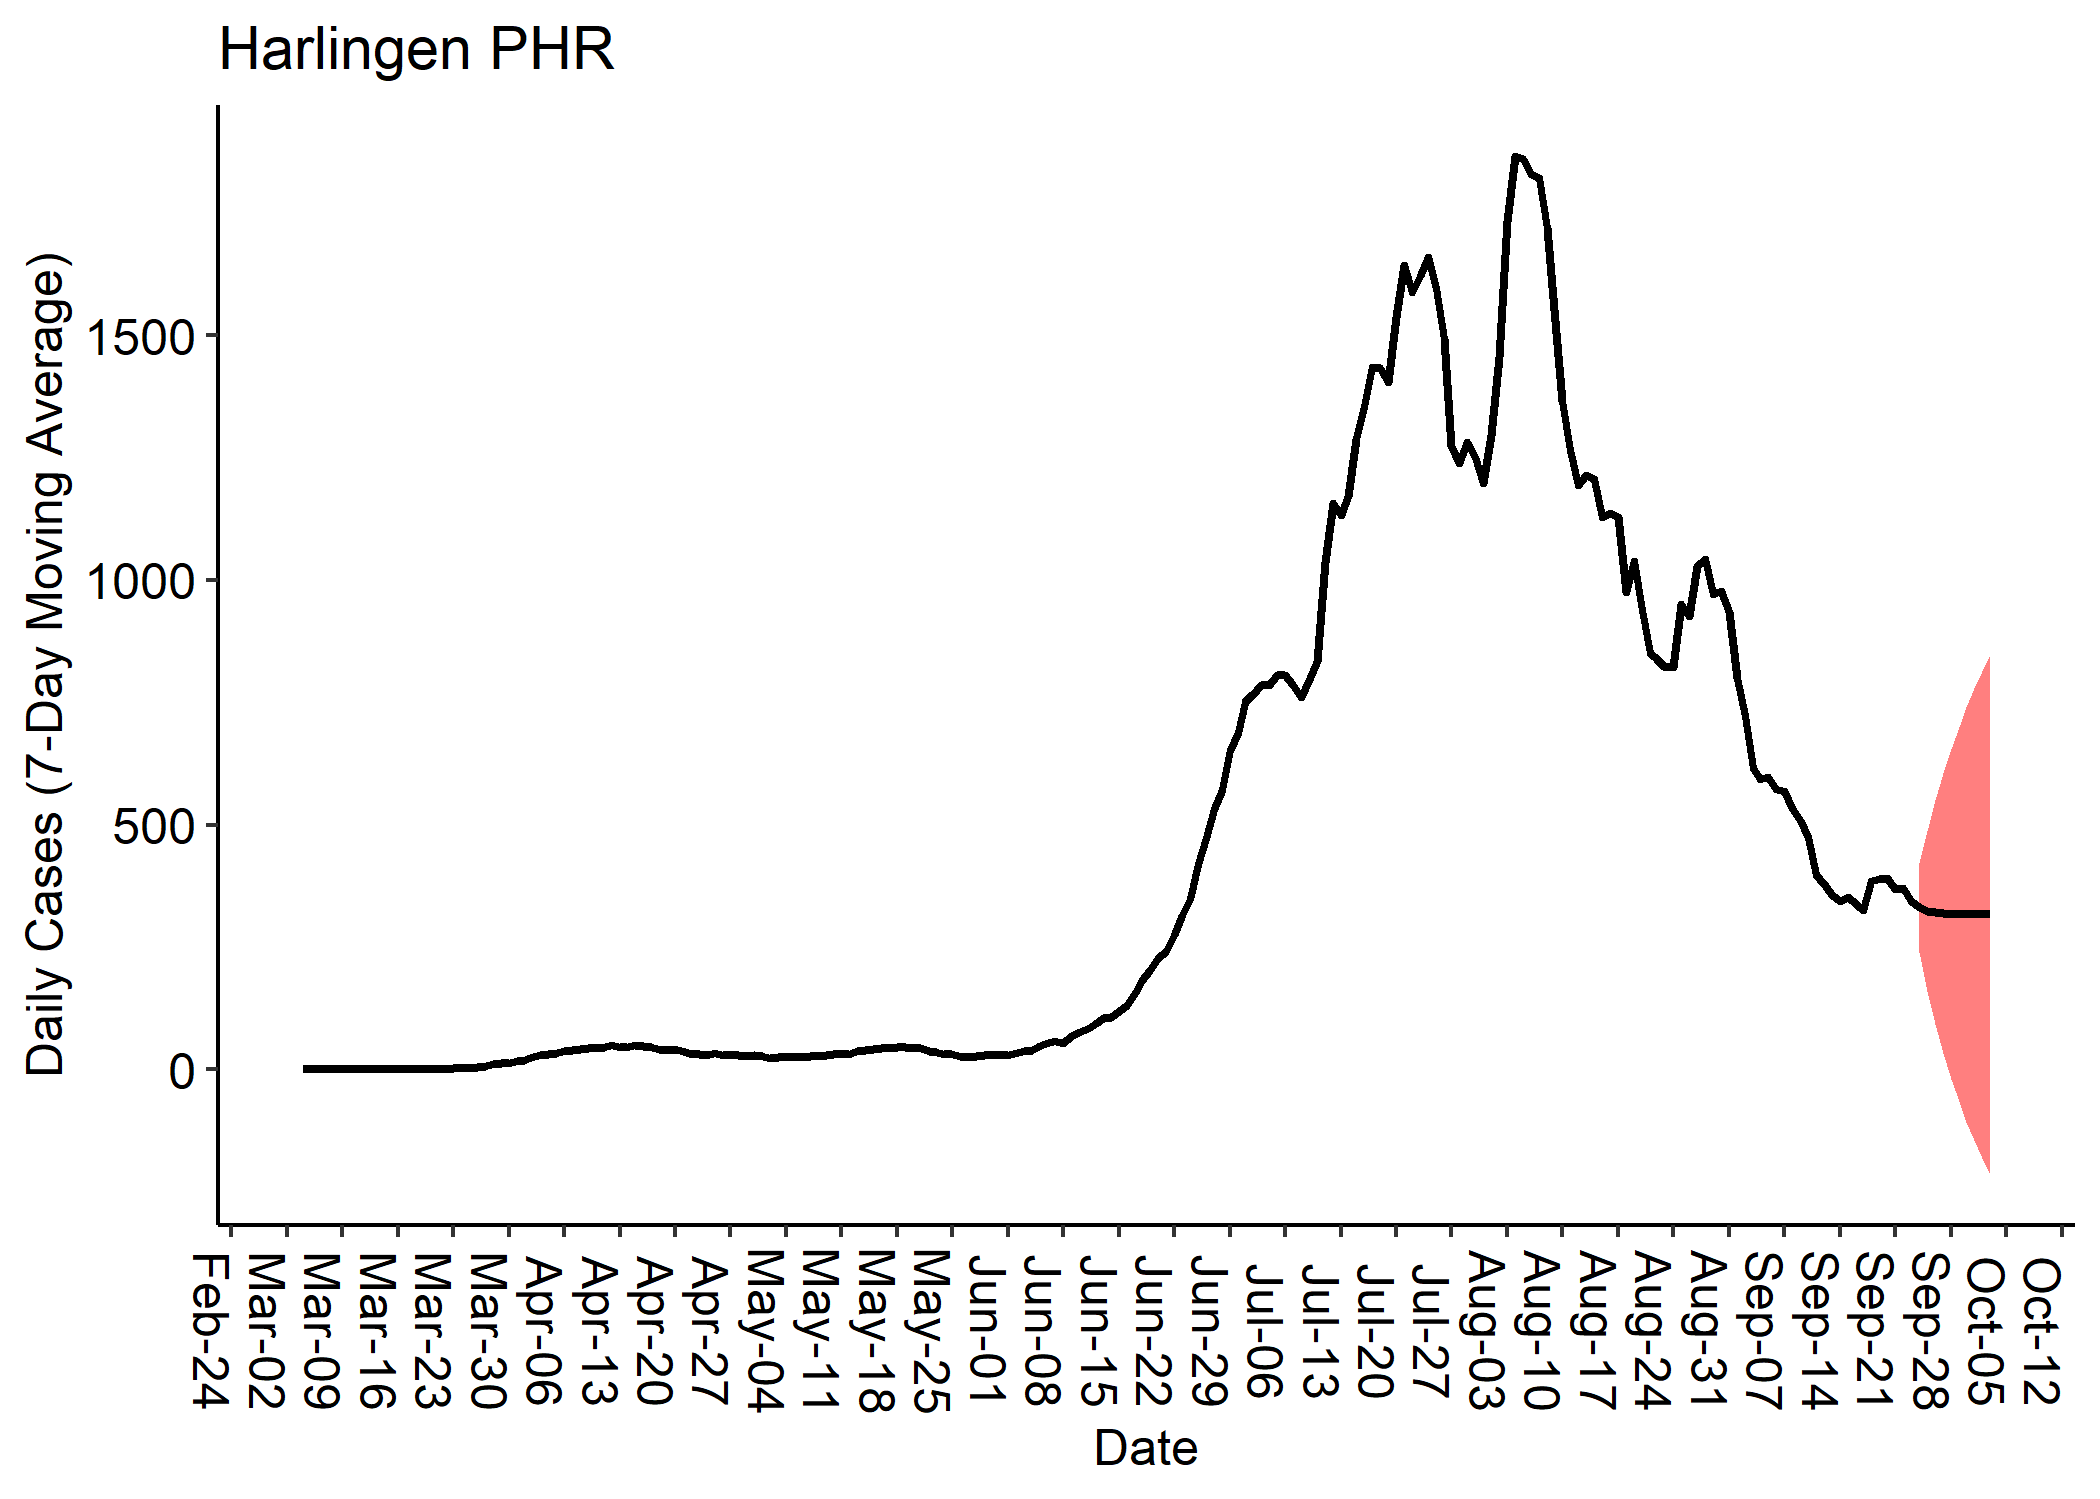 Harlingen PHR
Daily Cases (7-Day Moving Average)
1500
1000
500
0
Feb-24
Mar-02
Mar-09
Mar-16
Mar-23
Mar-30
Apr-06
Apr-13
Apr-20
Apr-27
May-04
May-11
May-18
May-25
Jun-01
Jun-08
Jun-15
Jun-22
Jun-29
Jul-06
Jul-13
Jul-20
Jul-27
Aug-03
Aug-10
Aug-17
Aug-24
Aug-31
Sep-07
Sep-14
Sep-21
Sep-28
Oct-05
Oct-12
Date